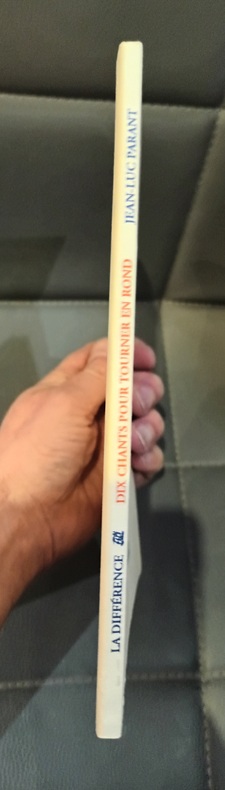 JEAN-LUC PARANT
DIX CHANTS POUR TOURNER EN ROND
LA DIFFÉRENCE